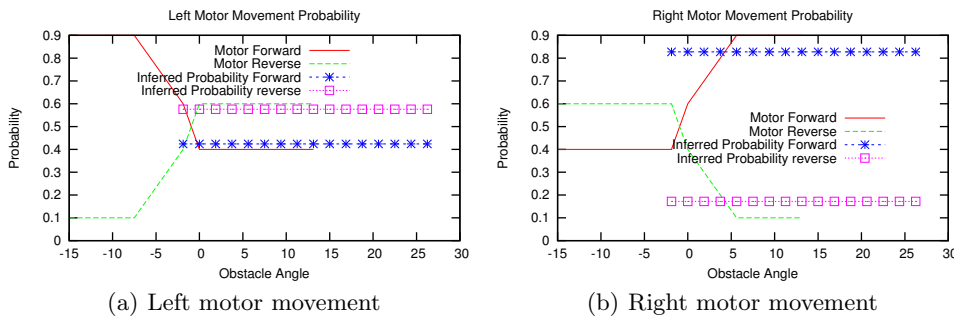 Left Motor Movement Probability
0.9
0.8
0.7
0.6
0.5
0.4
0.3
0.2
0.1
0
Probability
Motor Forward
Motor Reverse
Inferred Probability Forward
Inferred Probability reverse
-15 -10 -5 0 5 10 15 20 25 30
Obstacle Angle
(a) Left motor movement
Right Motor Movement Probability
0.9
0.8
0.7
0.6
0.5
0.4
0.3
0.2
0.1
0
Probability
Motor Forward
Motor Reverse
Inferred Probability Forward
Inferred Probability reverse
-15 -10 -5 0 5 10 15 20 25 30
Obstacle Angle
(b) Right motor movement